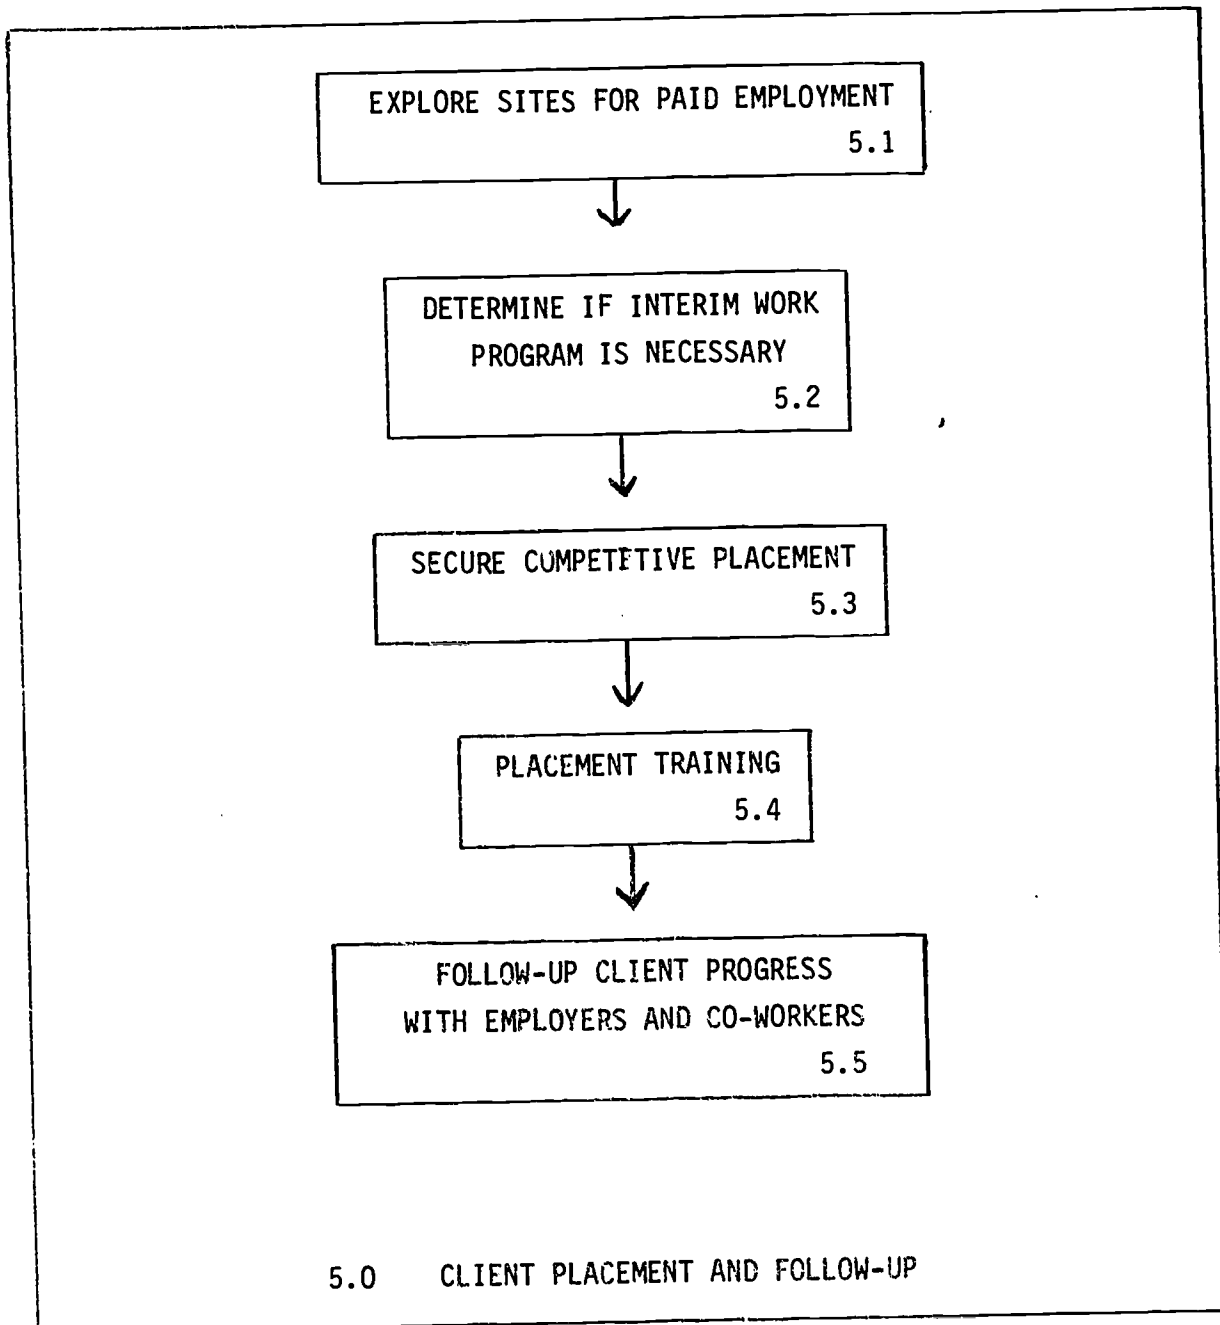 EXPLORE SITES FOR PAID EMPLOYMENT
5.1
DETERMINE IF INTERIM WORK
PROGRAM IS NECESSARY
5.2
SECURE COMPETITIVE PLACEMENT
5.3
PLACEMENT TRAINING
5.4
FOLLOW-UP CLIENT PROGRESS
WITH EMPLOYERS AND CO-WORKERS
5.5
5.0 CLIENT PLACEMENT AND FOLLOW-UP